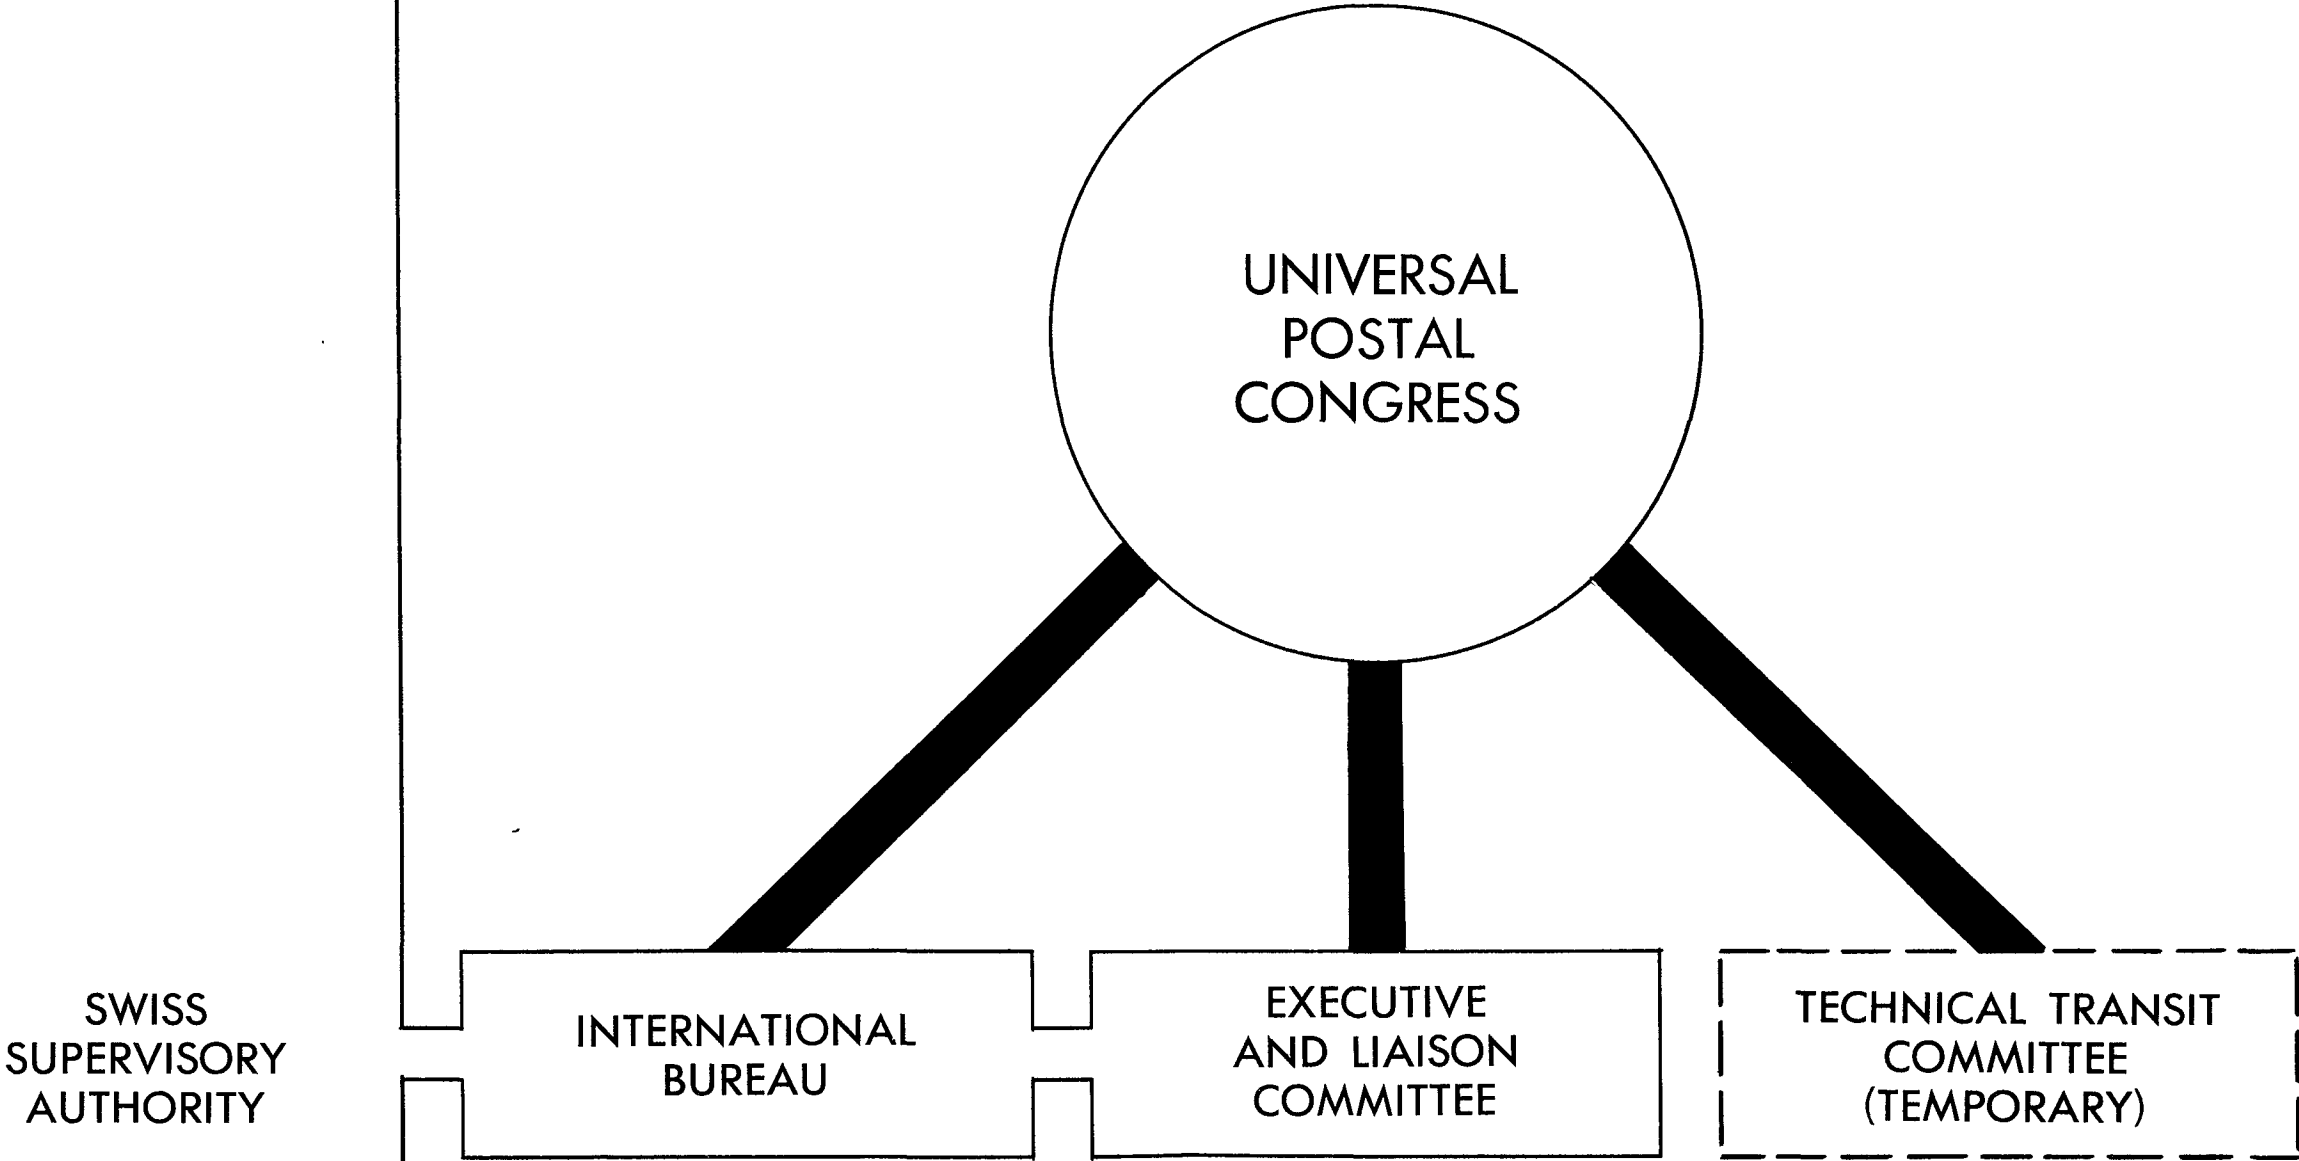 UNIVERSAL
POSTAL
CONGRESS
SWISS
SUPERVISORY
AUTHORITY
INTERNATIONAL
BUREAU
EXECUTIVE
AND LIAISON
COMMITTEE
TECHNICAL TRANSIT
COMMITTEE
(TEMPORARY)